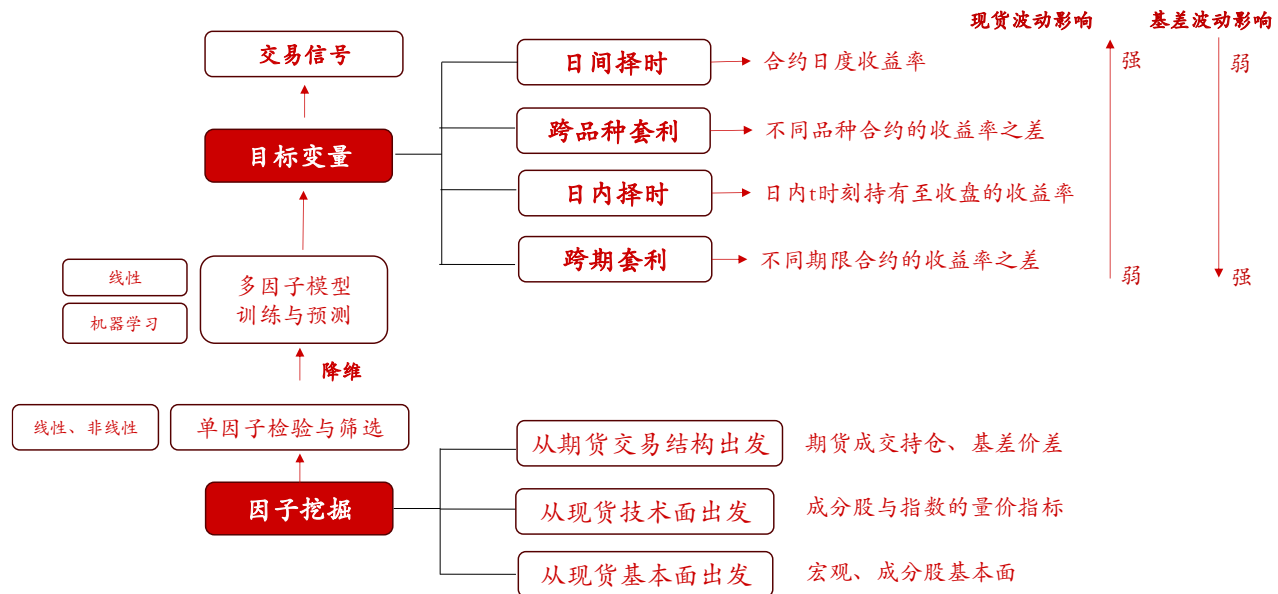 现货波动影响
基差波动影响
交易信号
日间择时
合约日度收益率
强
弱
跨品种套利
不同品种合约的收益率之差
目标变量
日内择时
日内t时刻持有至收盘的收益率
跨期套利
不同期限合约的收益率之差
弱
强
线性
机器学习
多因子模型
训练与预测
降维
线性、非线性
单因子检验与筛选
从期货交易结构出发
期货成交持仓、基差价差
因子挖掘
从现货技术面出发
成分股与指数的量价指标
从现货基本面出发
宏观、成分股基本面